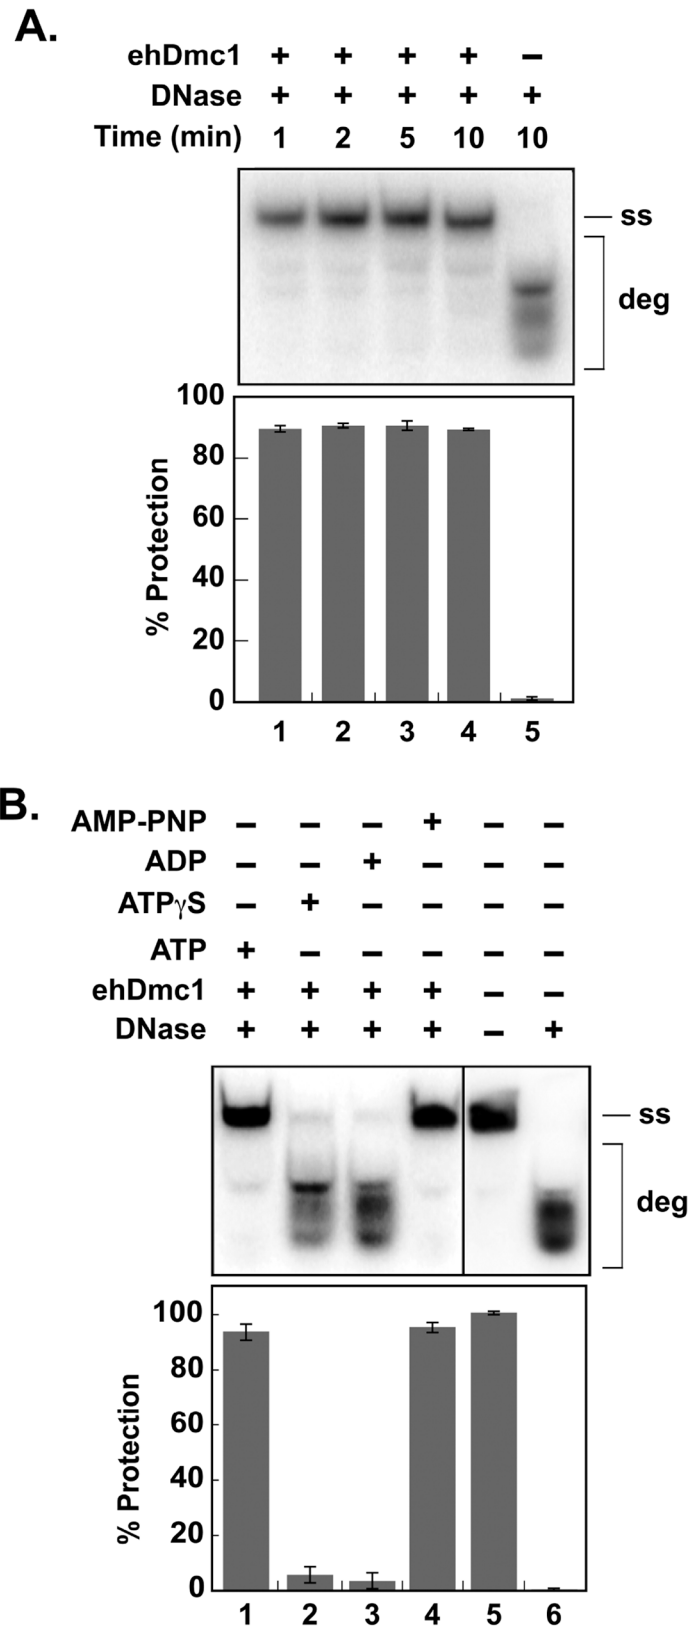 A.
ehDmc1 + + + + −
DNase + + + + +
Time (min) 1 2 5 10 10
ss
deg
100
80
60
40
20
0
% Protection
1 2 3 4 5
B.
AMP-PNP − − − + − −
ADP − − + − − −
ATPγS − + − − − −
ATP + − − − − −
ehDmc1 + + + + − −
DNase + + + + − +
ss
deg
100
80
60
40
20
0
% Protection
1 2 3 4 5 6